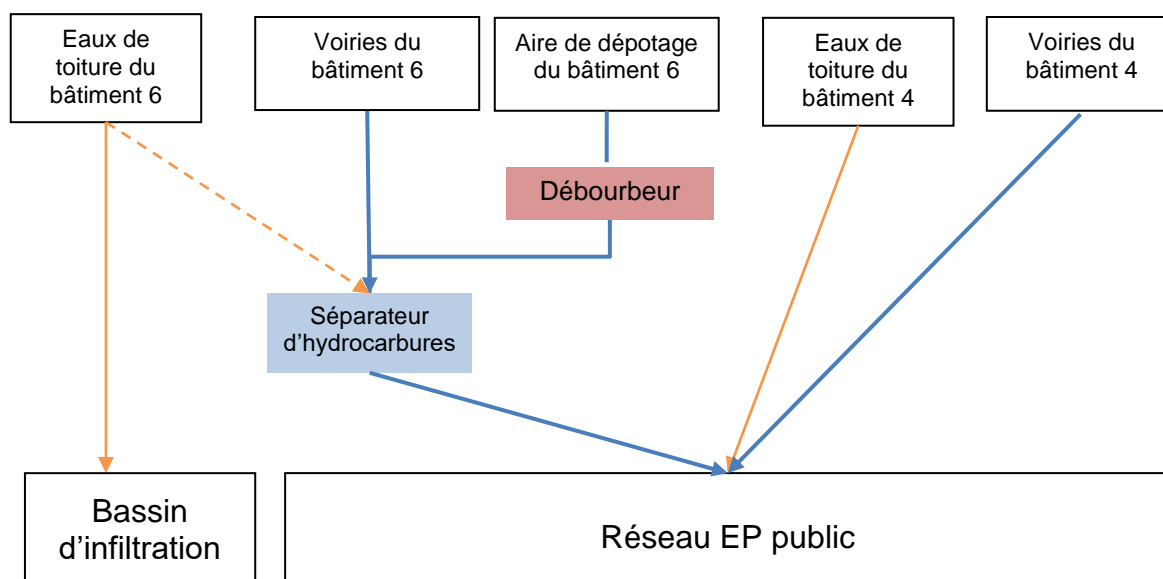 Eaux de
toiture du
bâtiment 6
Voiries du
bâtiment 6
Aire de dépotage
du bâtiment 6
Eaux de
toiture du
bâtiment 4
Voiries du
bâtiment 4
Débourbeur
Séparateur
d’hydrocarbures
Bassin
d’infiltration
Réseau EP public